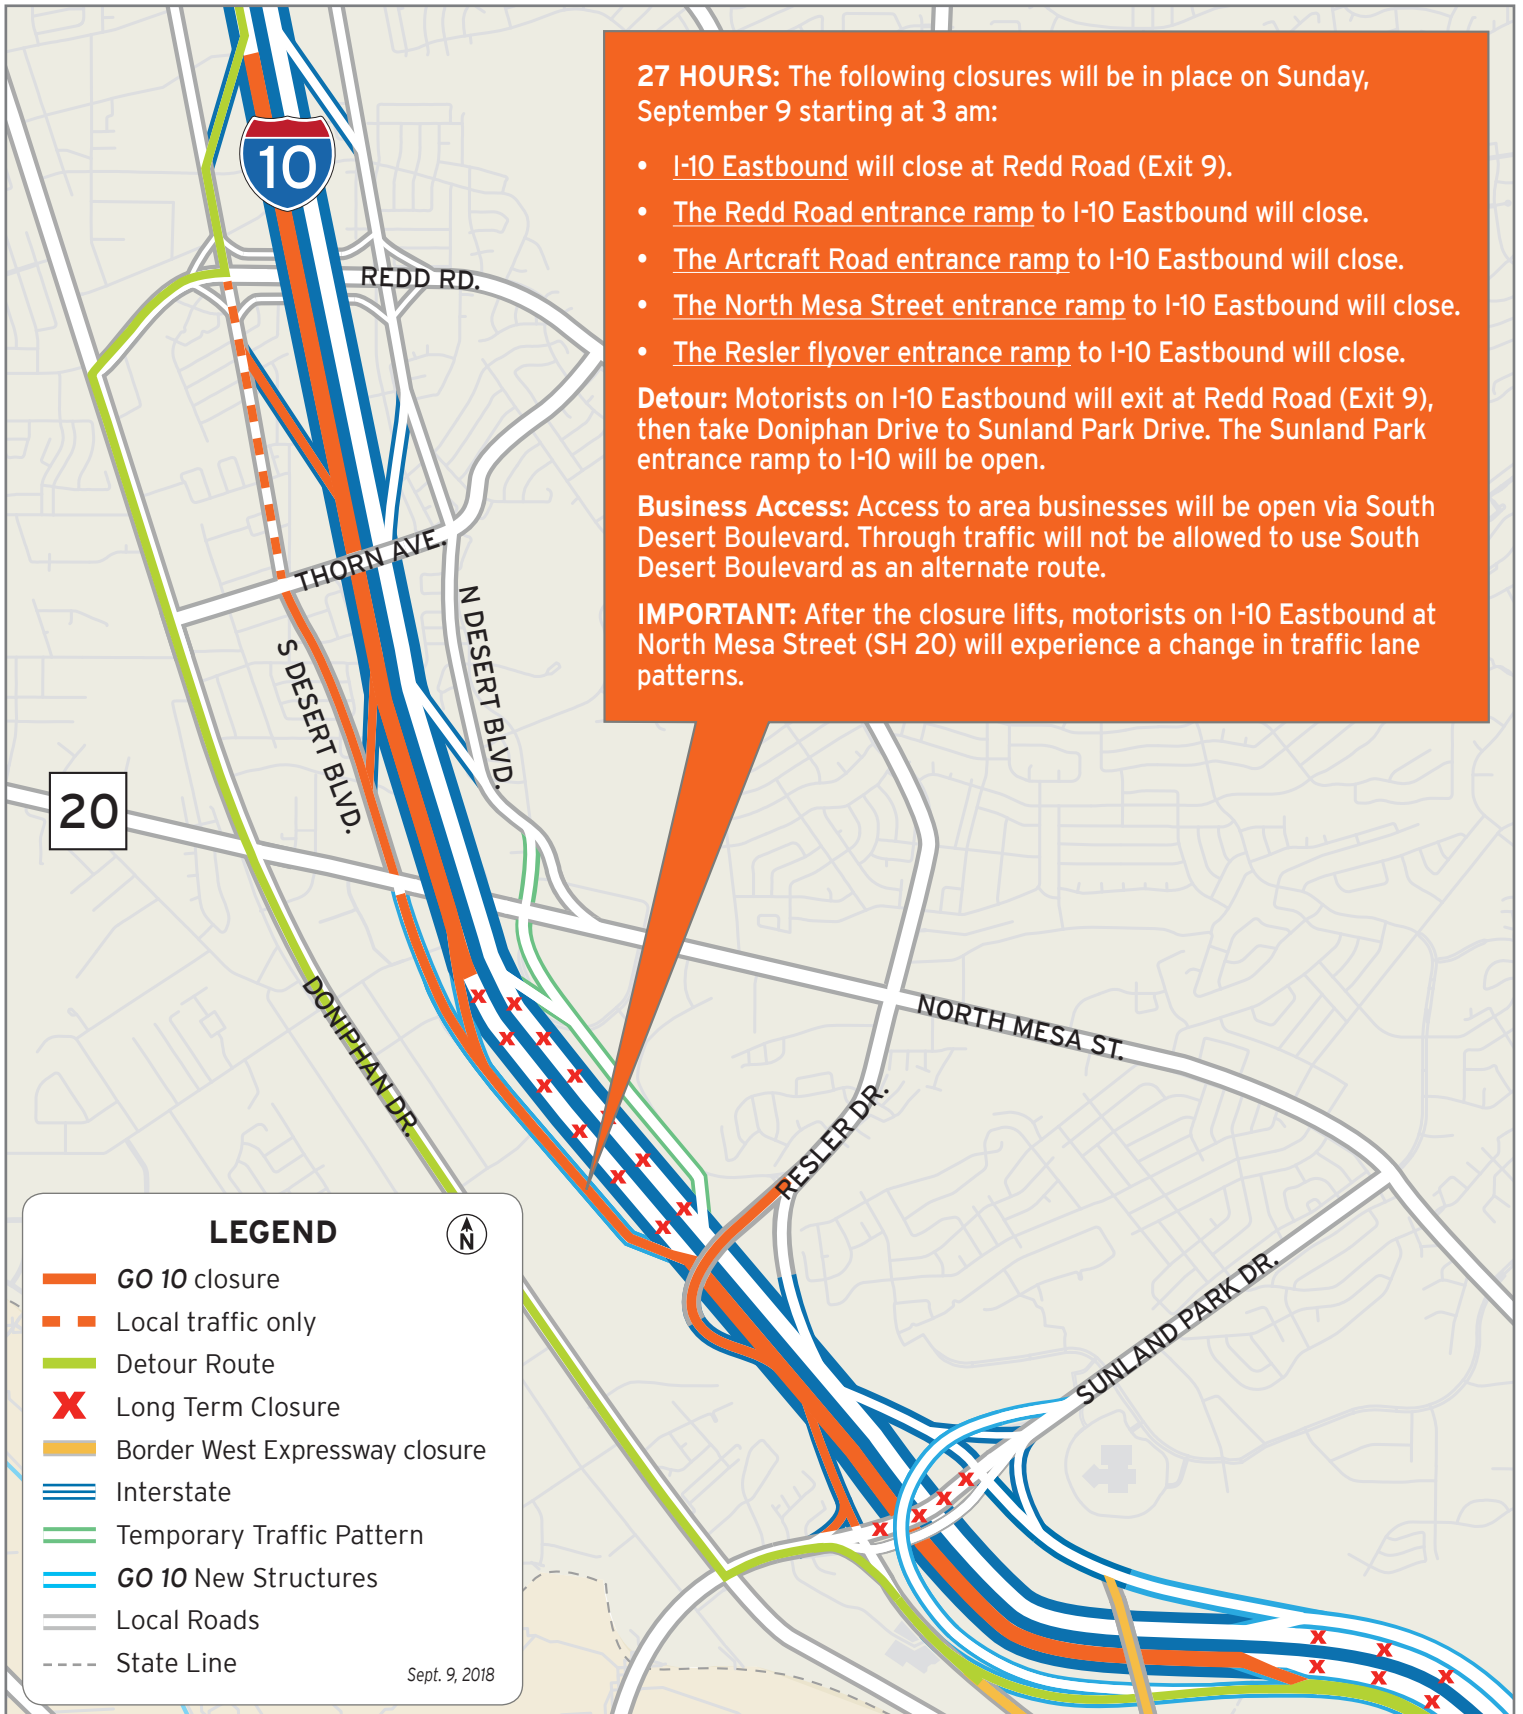 27 HOURS: The following closures will be in place on Sunday,
September 9 starting at 3 am:
• I-10 Eastbound will close at Redd Road (Exit 9).
• The Redd Road entrance ramp to I-10 Eastbound will close.
• The Artcraft Road entrance ramp to I-10 Eastbound will close.
• The North Mesa Street entrance ramp to I-10 Eastbound will close.
• The Resler flyover entrance ramp to I-10 Eastbound will close.
Detour: Motorists on I-10 Eastbound will exit at Redd Road (Exit 9),
then take Doniphan Drive to Sunland Park Drive. The Sunland Park
entrance ramp to I-10 will be open.
Business Access: Access to area businesses will be open via South
Desert Boulevard. Through traffic will not be allowed to use South
Desert Boulevard as an alternate route.
IMPORTANT: After the closure lifts, motorists on I-10 Eastbound at
North Mesa Street (SH 20) will experience a change in traffic lane
patterns.
10
REDD RD.
THORN AVE.
N DESERT BLVD.
S DESERT BLVD.
20
DONIPHAN DR.
NORTH MESA ST.
RESLER DR.
SUNLAND PARK DR.
LEGEND
N
GO 10 closure
Local traffic only
Detour Route
X Long Term Closure
Border West Expressway closure
Interstate
Temporary Traffic Pattern
GO 10 New Structures
Local Roads
State Line
Sept. 9, 2018